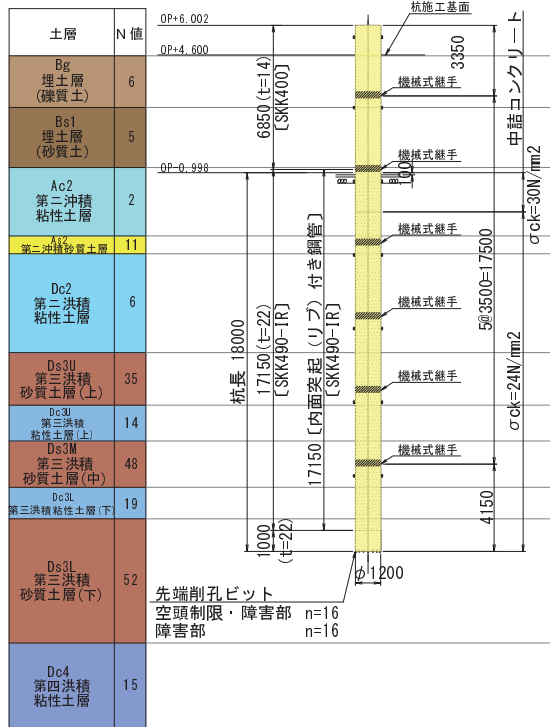 土層 N値
Bg
埋土層
(礫質土)
6
Bs1
埋土層
(砂質土)
5
Ac2
第二沖積
粘性土層
2
As2
第二沖積砂質土層
11
Dc2
第二洪積
粘性土層
6
Ds3U
第三洪積
砂質土層(上)
35
Dc3U
第三洪積
粘性土層(上)
14
Ds3M
第三洪積
砂質土層(中)
48
Dc3L
第三洪積粘性土層(下)
19
Ds3L
第三洪積
砂質土層(下)
52
Dc4
第四洪積
粘性土層
15
OP+6.002
OP+4.600
OP-0.998
杭施工基面
6850(t=14)
[SKK400]
機械式継手
機械式継手
機械式継手
機械式継手
機械式継手
機械式継手
3350
100
5@3500=17500
4150
中詰コンクリート
σck=30N/mm2
σck=24N/mm2
杭長 18000
17150(t=22)
[SKK490-IR]
17150 [内面突起(リブ)付き鋼管]
[SKK490-IR]
1000
(t=22)
φ1200
先端削孔ビット
空頭制限・障害部 n=16
障害部 n=16